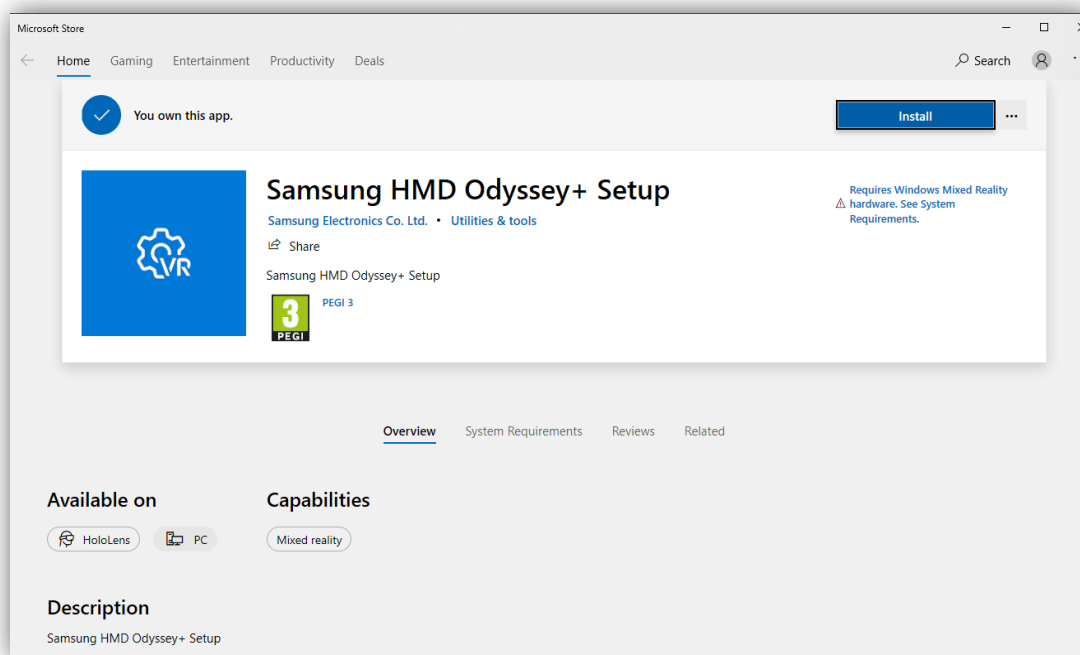 Microsoft Store
Home Gaming Entertainment Productivity Deals Search
You own this app.
Install ...
Samsung HMD Odyssey+ Setup
Samsung Electronics Co. Ltd. • Utilities & tools
Share
Samsung HMD Odyssey+ Setup
3
PEGI
PEGI 3
Requires Windows Mixed Reality
hardware. See System
Requirements.
VR
Overview System Requirements Reviews Related
Available on
HoloLens PC
Capabilities
Mixed reality
Description
Samsung HMD Odyssey+ Setup